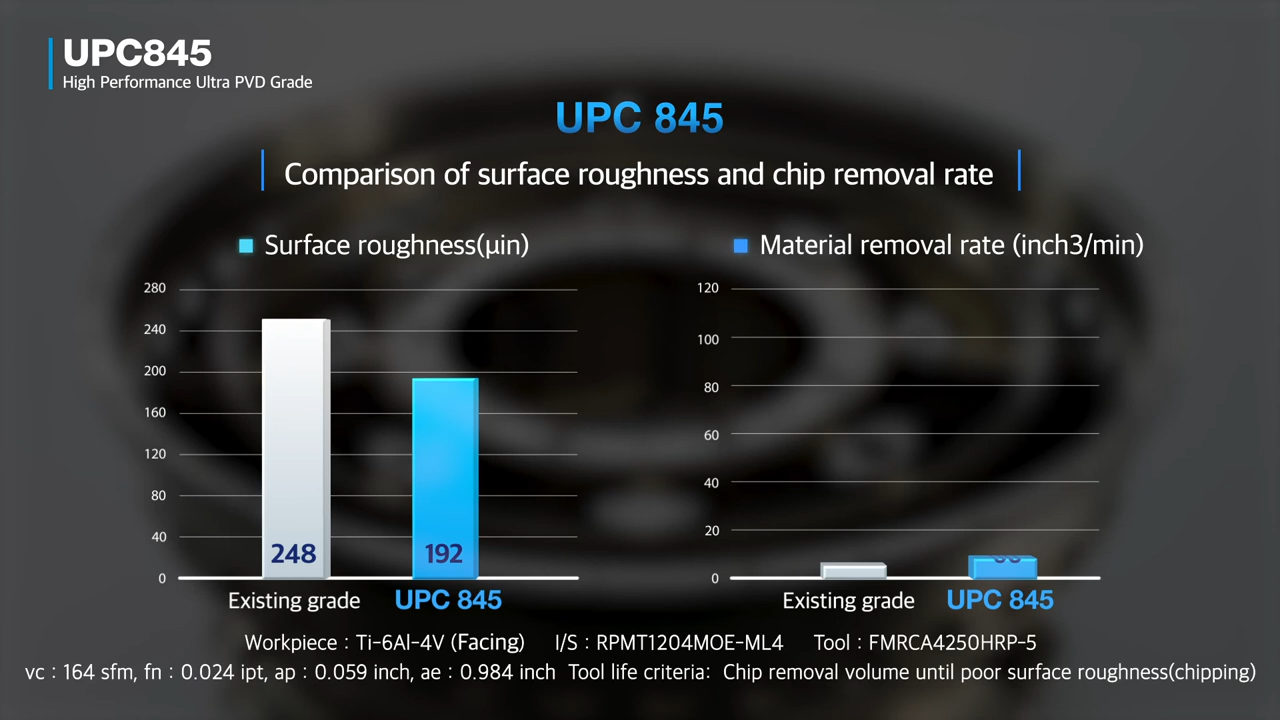 UPC845
High Performance Ultra PVD Grade
UPC 845
Comparison of surface roughness and chip removal rate
Surface roughness(µin)
280
240
200
160
120
80
40
0
248
192
Existing grade
UPC 845
Material removal rate (inch3/min)
120
100
80
60
40
20
0
Existing grade
UPC 845
Workpiece : Ti-6Al-4V (Facing) I/S : RPMT1204MOE-ML4 Tool : FMRCA4250HRP-5
vc : 164 sfm, fn : 0.024 ipt, ap : 0.059 inch, ae : 0.984 inch Tool life criteria: Chip removal volume until poor surface roughness(chipping)